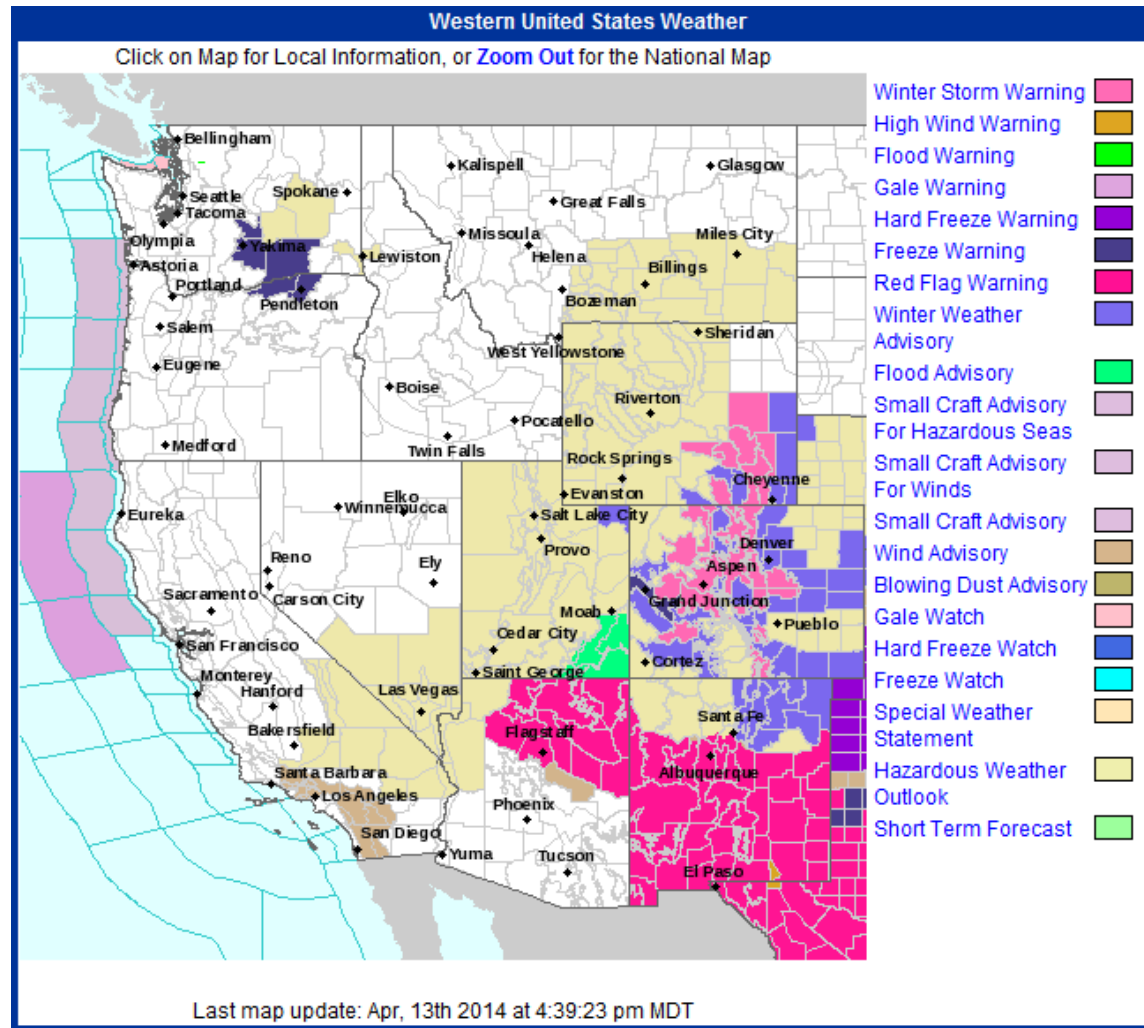 Western United States Weather
Click on Map for Local Information, or Zoom Out for the National Map
Bellingham
Kalispell
Glasgow
Spokane
Seattle
Tacoma
Great Falls
Olympia
Missoula
Helena
Miles City
Yakima
Lewiston
Astoria
Billings
Portland
Pendleton
Bozeman
Salem
Sheridan
West Yellowstone
Eugene
Boise
Riverton
Pocatello
Medford
Twin Falls
Rock Springs
Cheyenne
Evanston
Elko
Winnemucca
Eureka
Salt Lake City
Provo
Denver
Reno
Ely
Aspen
Sacramento
Carson City
Grand Junction
Moab
Pueblo
San Francisco
Cedar City
Cortez
Saint George
Monterey
Hanford
Las Vegas
Santa Fe
Bakersfield
Flagstaff
Albuquerque
Santa Barbara
Los Angeles
Phoenix
San Diego
Yuma
Tucson
El Paso
Winter Storm Warning
High Wind Warning
Flood Warning
Gale Warning
Hard Freeze Warning
Freeze Warning
Red Flag Warning
Winter Weather
Advisory
Flood Advisory
Small Craft Advisory
For Hazardous Seas
Small Craft Advisory
For Winds
Small Craft Advisory
Wind Advisory
Blowing Dust Advisory
Gale Watch
Hard Freeze Watch
Freeze Watch
Special Weather
Statement
Hazardous Weather
Outlook
Short Term Forecast
Last map update: Apr, 13th 2014 at 4:39:23 pm MDT